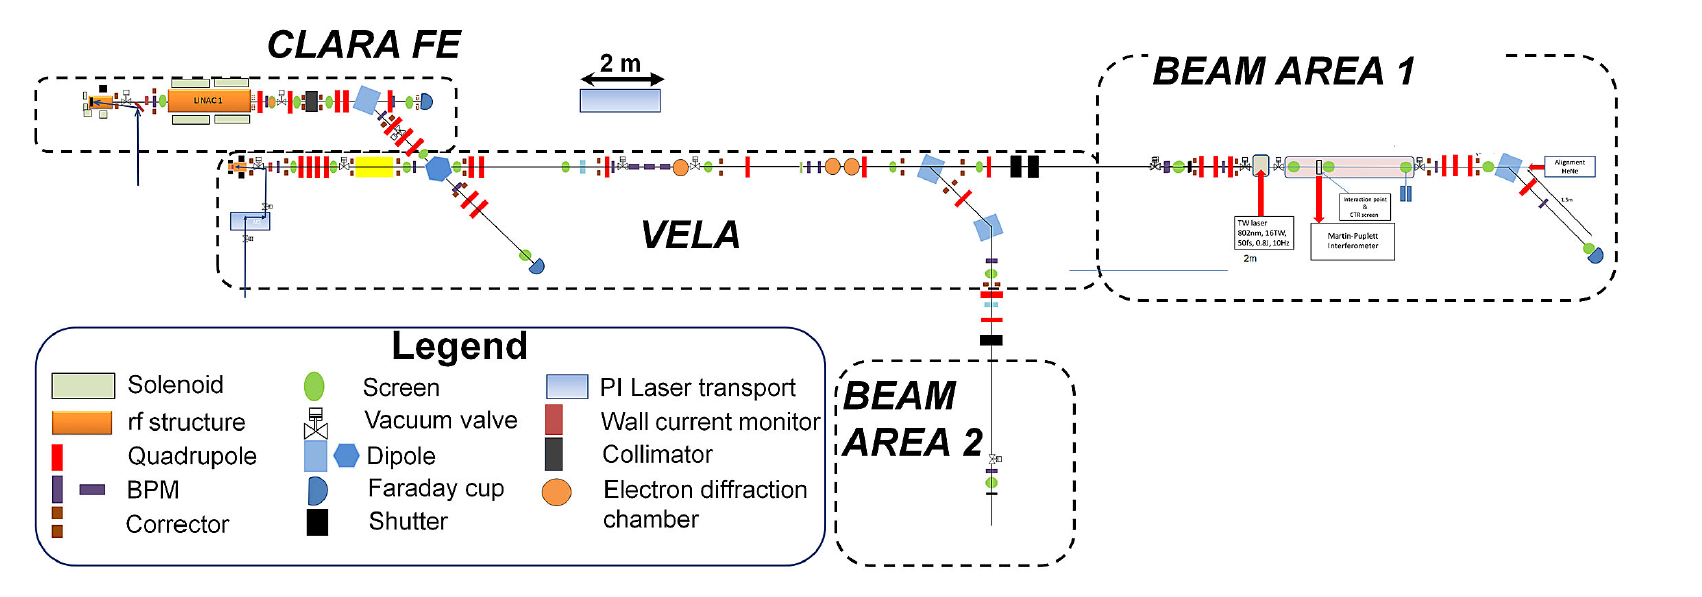 CLARA FE
2 m
BEAM AREA 1
LINAC 1
Alignment
HeNe
Interaction point
&
CTR screen
1.5m
TW laser
802nm, 16TW,
50fs, 0.8J, 10Hz
Martin-Puplett
Interferometer
2m
VELA
Legend
Solenoid
Screen
PI Laser transport
rf structure
Vacuum valve
Wall current monitor
Quadrupole
Dipole
Collimator
BPM
Faraday cup
Electron diffraction
chamber
Corrector
Shutter
BEAM
AREA 2